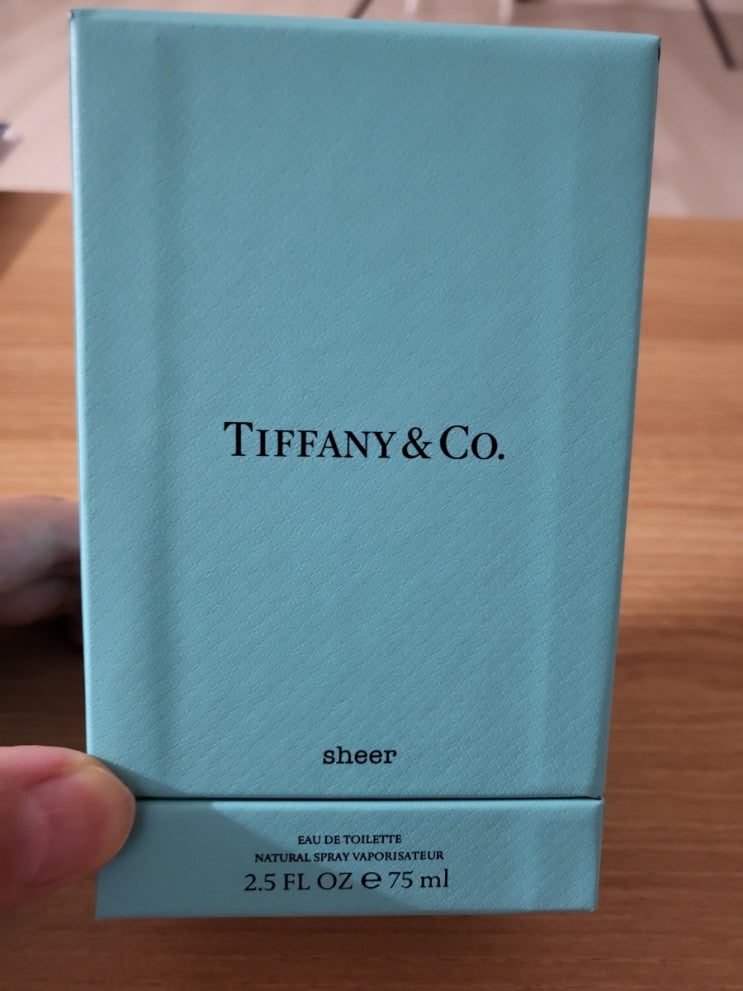 TIFFANY & CO.
sheer
EAU DE TOILETTE
NATURAL SPRAY VAPORISATEUR
2.5 FL OZ ℮ 75 ml